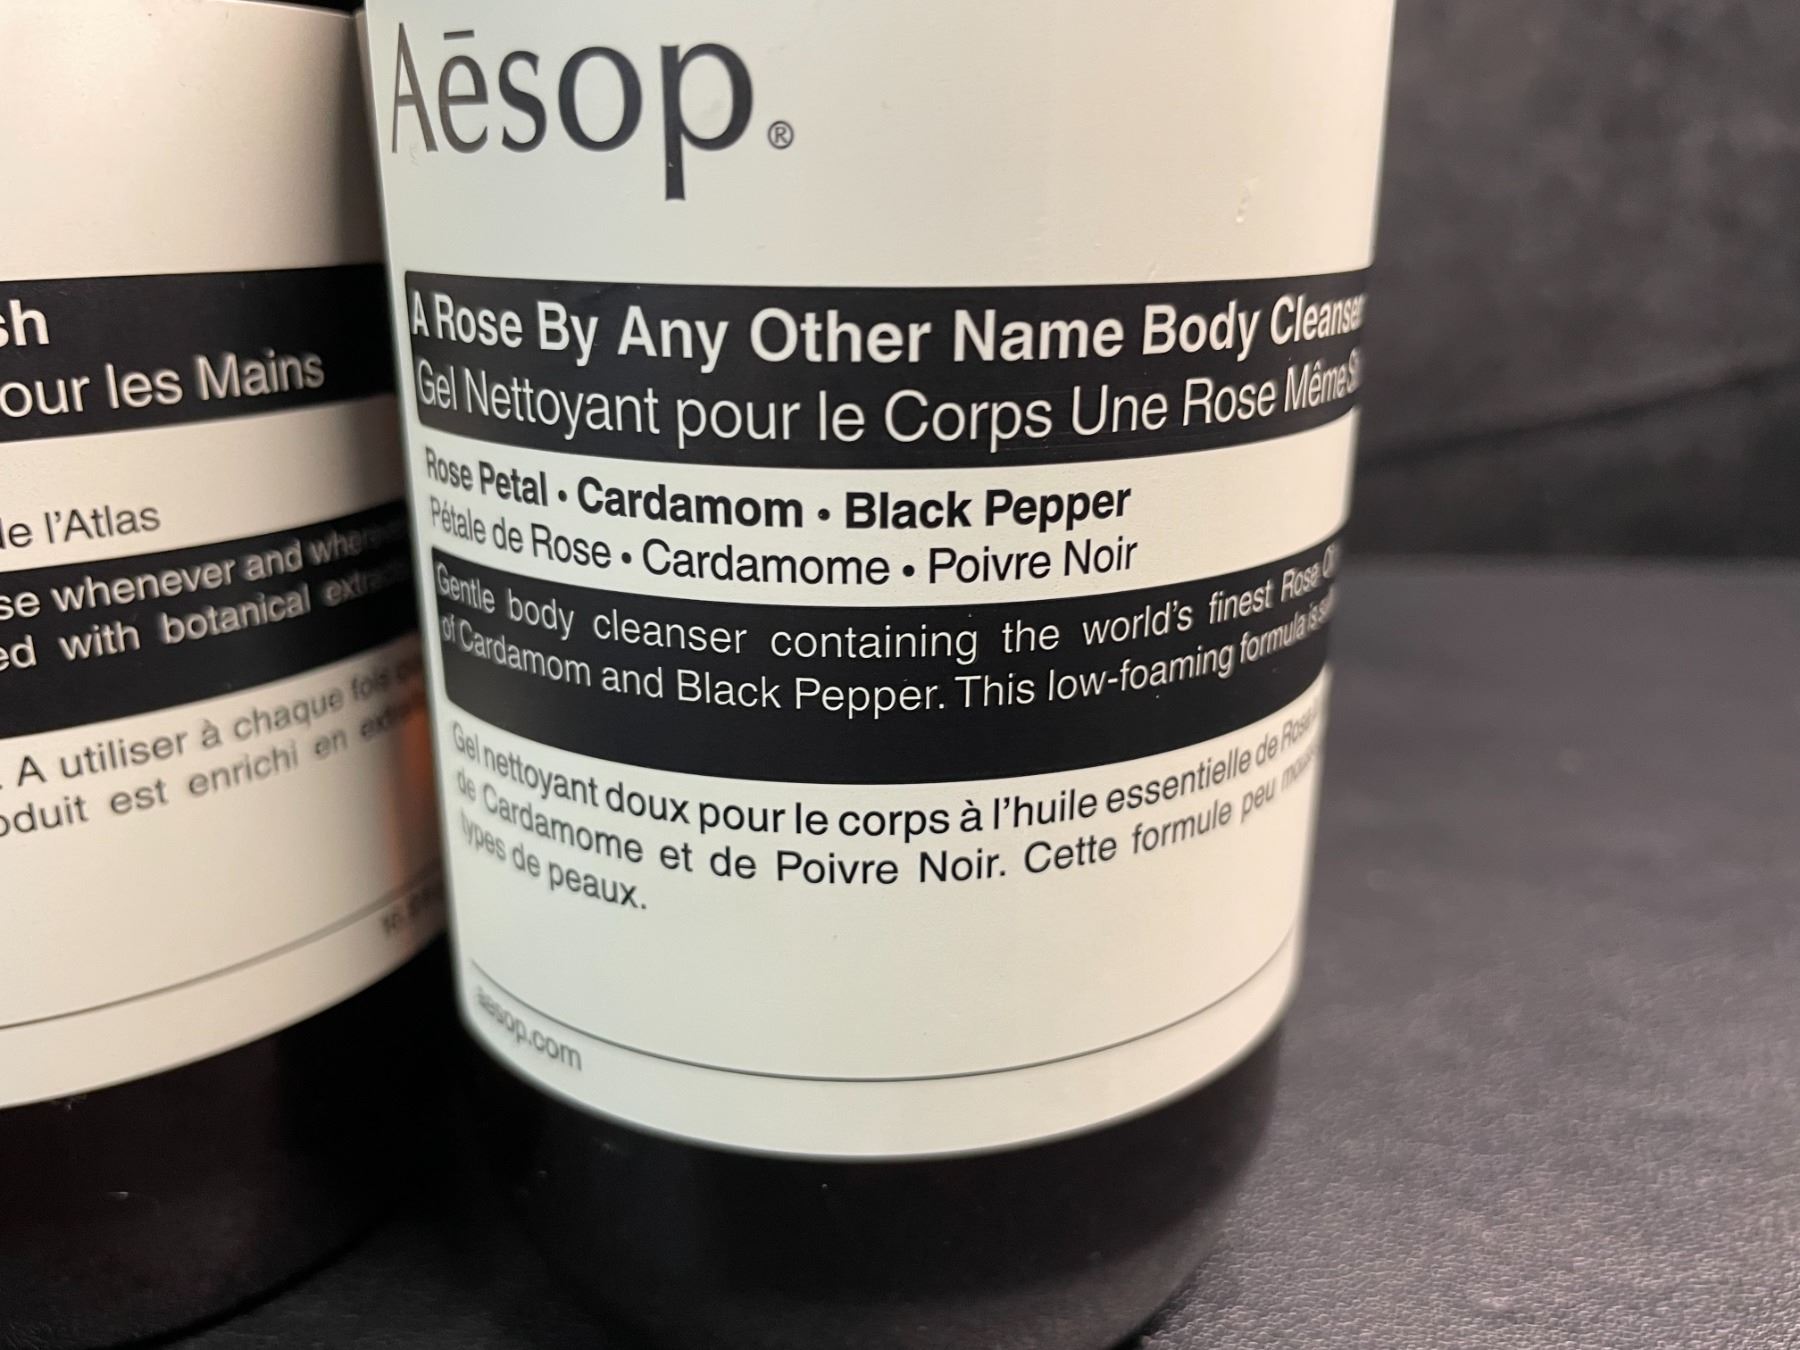 Aēsop.®
A Rose By Any Other Name Body Cleanser
Gel Nettoyant pour le Corps Une Rose Même
Rose Petal • Cardamom • Black Pepper
Pétale de Rose • Cardamome • Poivre Noir
Gentle body cleanser containing the world's finest Rose
of Cardamom and Black Pepper. This low-foaming formula is
Gel nettoyant doux pour le corps à l'huile essentielle de Rose
de Cardamome et de Poivre Noir. Cette formule peu
types de peaux.
aesop.com
sh
our les Mains
de l'Atlas
se whenever and
ed with botanical
. A utiliser à chaque fois
oduit est enrichi en